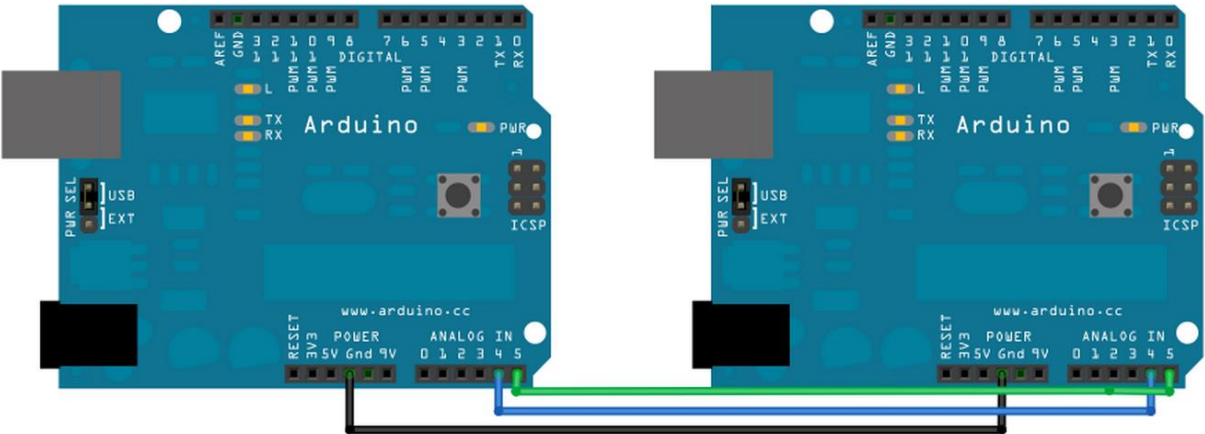 AREF
GND
13
12
PWM 11
PWM 10
PWM 9
8
DIGITAL
7
PWM 6
PWM 5
4
PWM 3
2
TX 1
RX 0
L
TX
RX
Arduino
PWR
1
PWR SEL
USB
EXT
ICSP
www.arduino.cc
POWER
ANALOG IN
RESET
3V3
5V Gnd 9V
0 1 2 3 4 5
AREF
GND
13
12
PWM 11
PWM 10
PWM 9
8
DIGITAL
7
PWM 6
PWM 5
4
PWM 3
2
TX 1
RX 0
L
TX
RX
Arduino
PWR
1
PWR SEL
USB
EXT
ICSP
www.arduino.cc
POWER
ANALOG IN
RESET
3V3
5V Gnd 9V
0 1 2 3 4 5